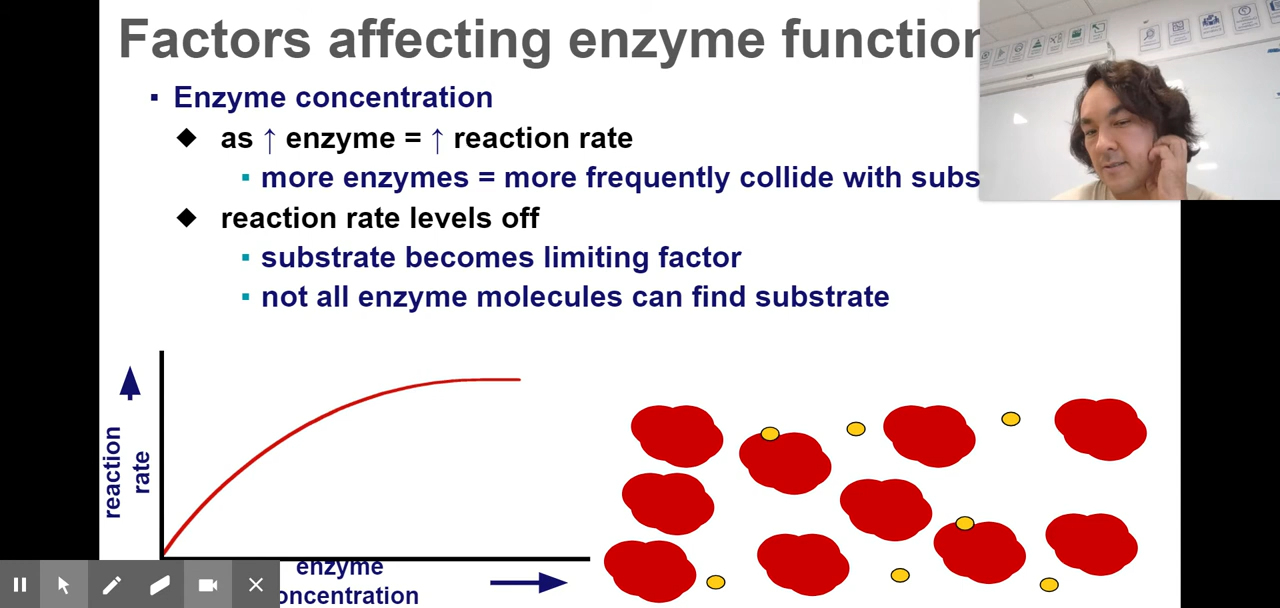 Factors affecting enzyme function
▪ Enzyme concentration
◆ as ↑ enzyme = ↑ reaction rate
▪ more enzymes = more frequently collide with subs
◆ reaction rate levels off
▪ substrate becomes limiting factor
▪ not all enzyme molecules can find substrate
reaction
rate
enzyme
oncentration